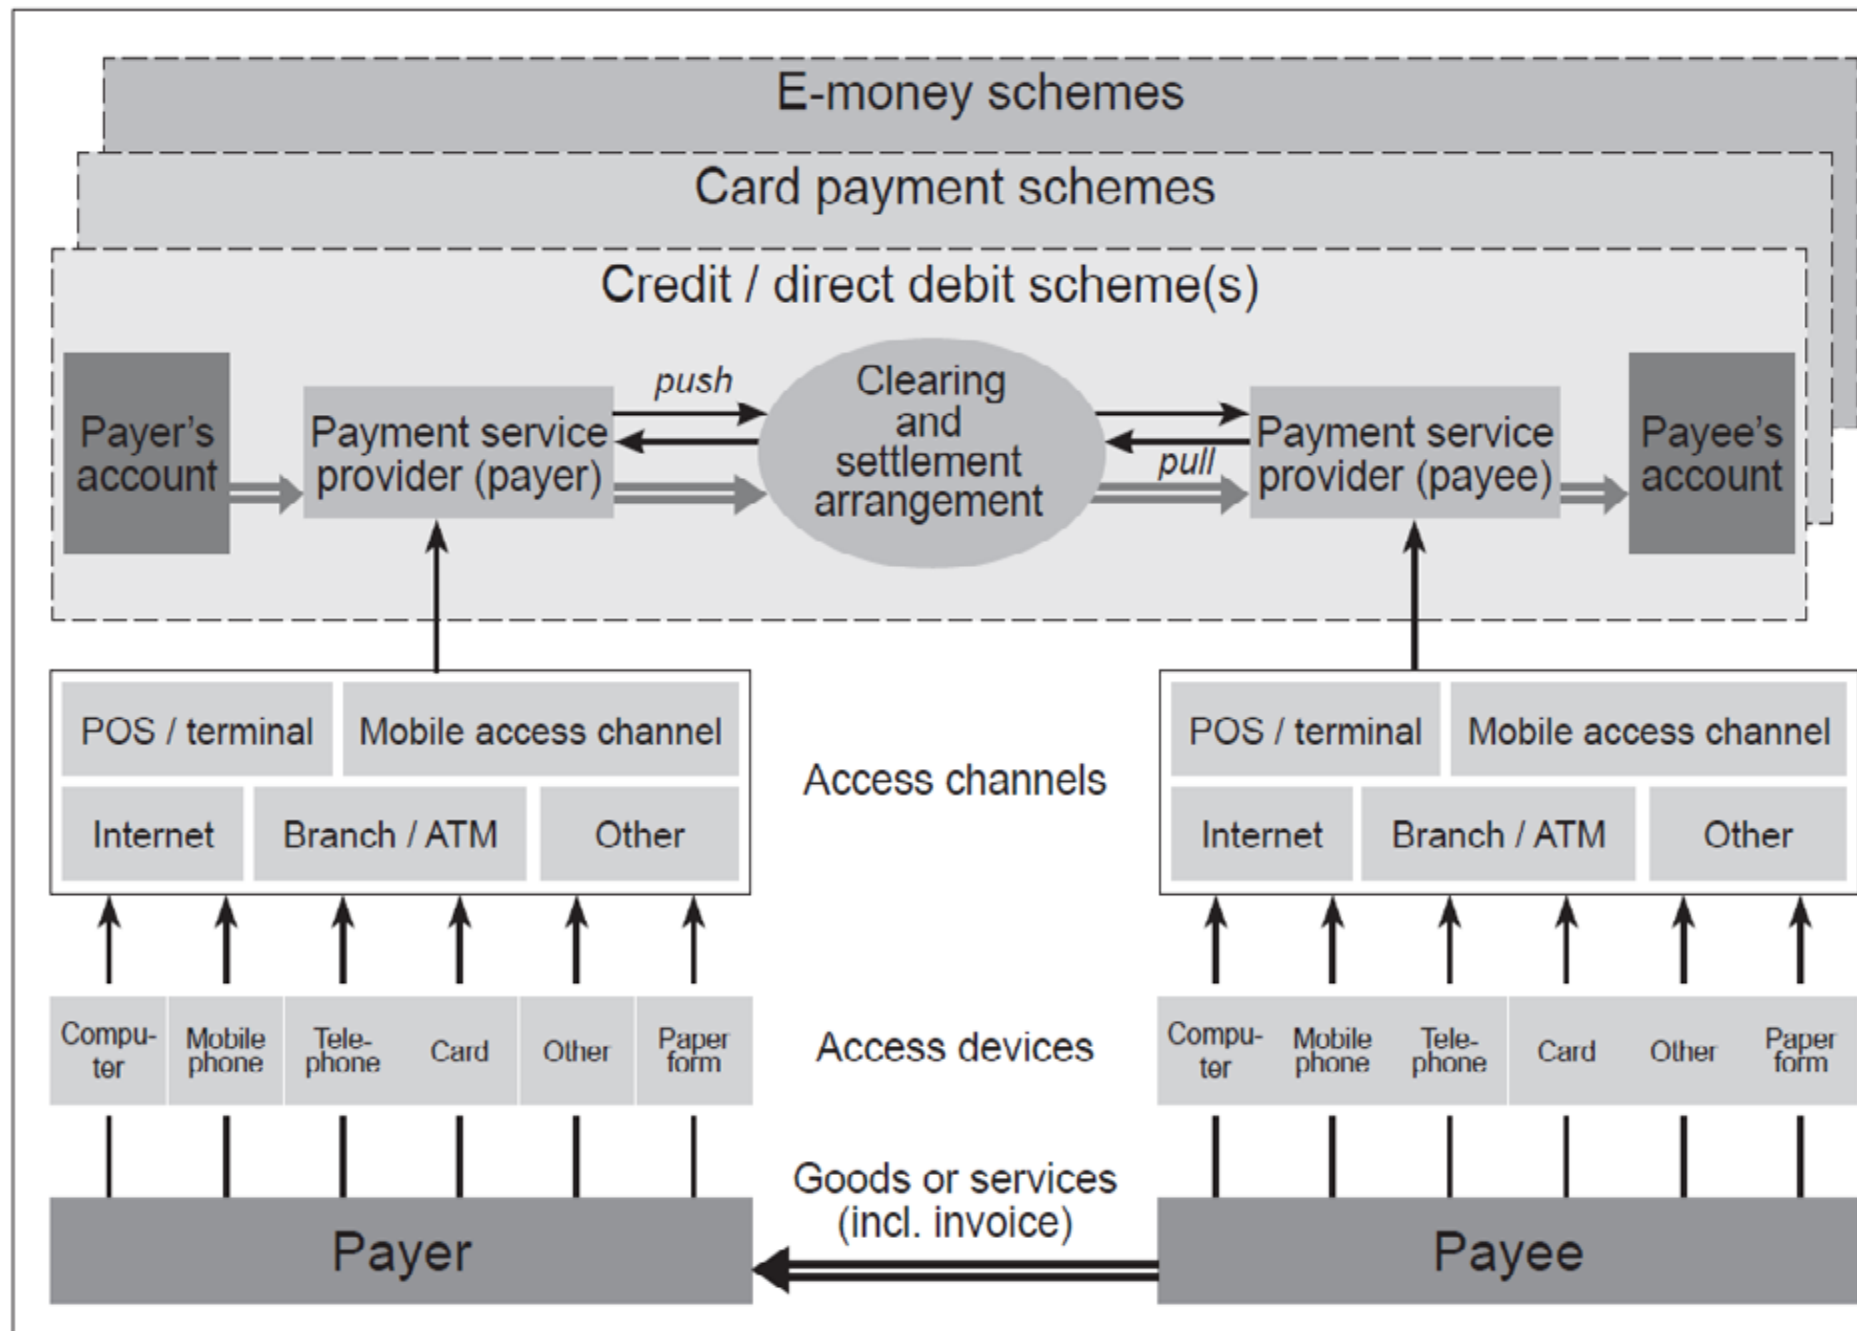 E-money schemes
Card payment schemes
Credit / direct debit scheme(s)
Payer's
account
Payment service
provider (payer)
push
Clearing
and
settlement
arrangement
pull
Payment service
provider (payee)
Payee's
account
POS / terminal
Mobile access channel
Internet
Branch / ATM
Other
Access channels
POS / terminal
Mobile access channel
Internet
Branch / ATM
Other
Compu-
ter
Mobile
phone
Tele-
phone
Card
Other
Paper
form
Access devices
Compu-
ter
Mobile
phone
Tele-
phone
Card
Other
Paper
form
Goods or services
(incl. invoice)
Payer
Payee